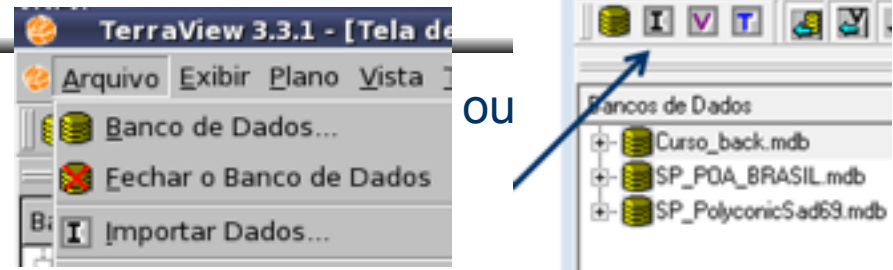 TerraView 3.3.1 - [Tela de
Arquivo Exibir Plano Vista
Banco de Dados...
Fechar o Banco de Dados
I Importar Dados...
ou
I V T
Bancos de Dados
Curso_back.mdb
SP_POA_BRASIL.mdb
SP_PolyconicSad69.mdb